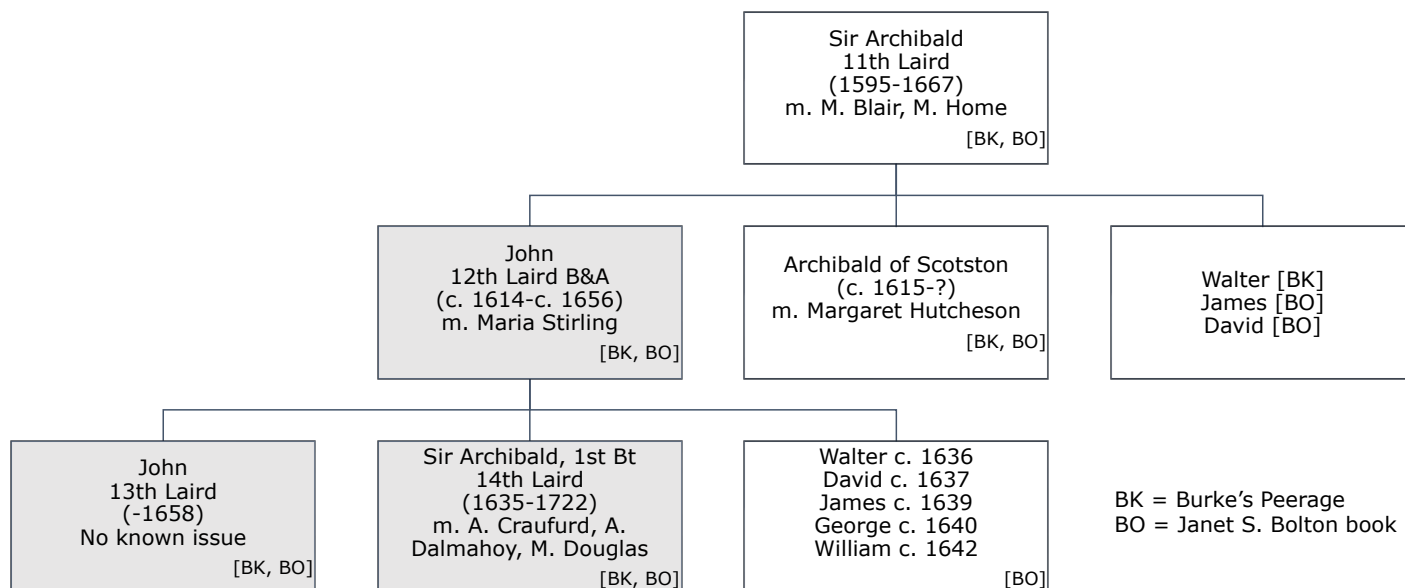 Sir Archibald
11th Laird
(1595-1667)
m. M. Blair, M. Home
[BK, BO]
John
12th Laird B&A
(c. 1614-c. 1656)
m. Maria Stirling
[BK, BO]
Archibald of Scotston
(c. 1615-?)
m. Margaret Hutcheson
[BK, BO]
Walter [BK]
James [BO]
David [BO]
John
13th Laird
(-1658)
No known issue
[BK, BO]
Sir Archibald, 1st Bt
14th Laird
(1635-1722)
m. A. Craufurd, A.
Dalmahoy, M. Douglas
[BK, BO]
Walter c. 1636
David c. 1637
James c. 1639
George c. 1640
William c. 1642
[BO]
BK = Burke’s Peerage
BO = Janet S. Bolton book